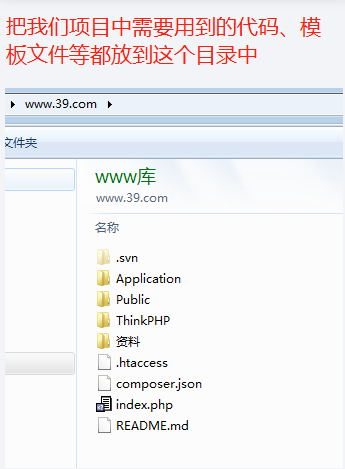 把我们项目中需要用到的代码、模
板文件等都放到这个目录中
www.39.com
文件夹
www库
www.39.com
名称
.svn
Application
Public
ThinkPHP
资料
.htaccess
composer.json
index.php
README.md